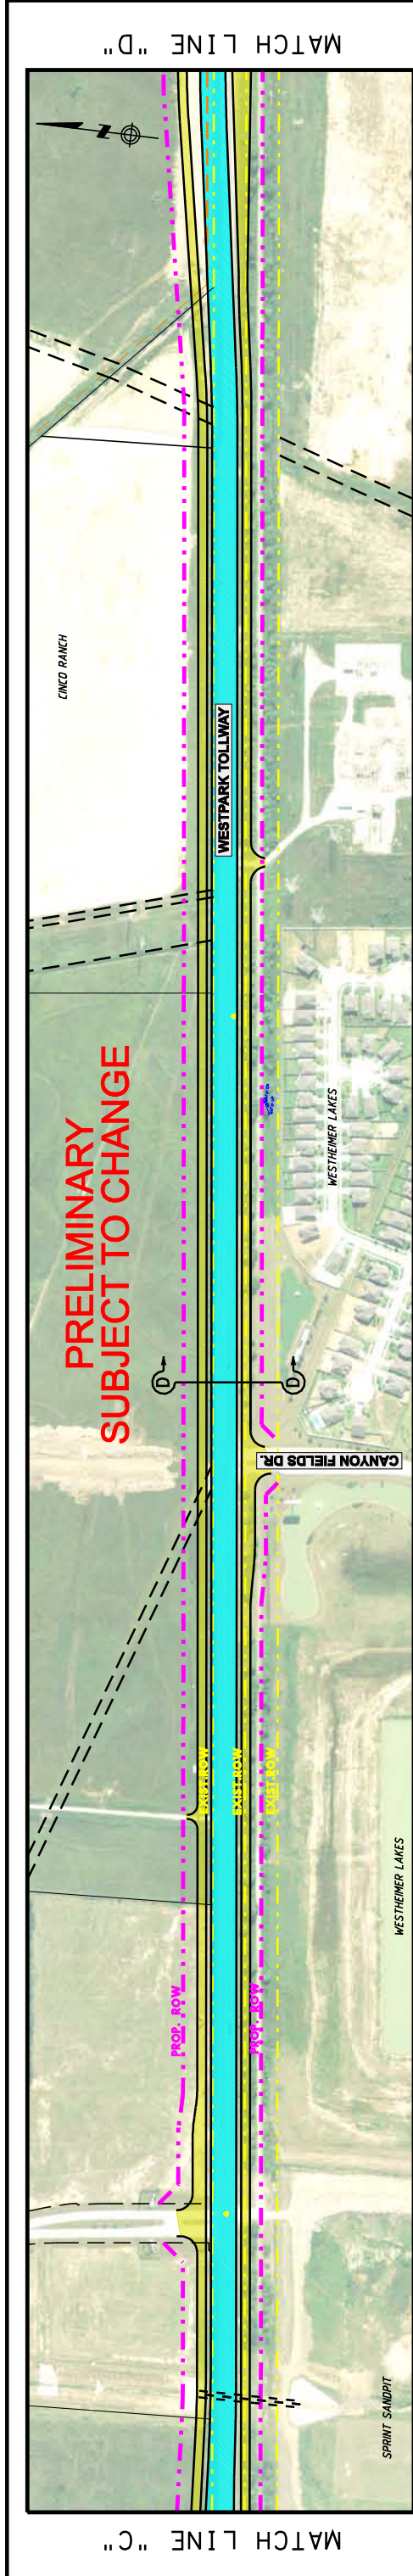 MATCH LINE "D"
N
CINCO RANCH
WESTPARK TOLLWAY
PRELIMINARY
SUBJECT TO CHANGE
WESTHEIMER LAKES
D
D
CANYON FIELDS DR.
EXIST.ROW
EXIST.ROW
EXIST.ROW
WESTHEIMER LAKES
PROP. ROW
PROP. ROW
SPRINT SANDPIT
MATCH LINE "C"